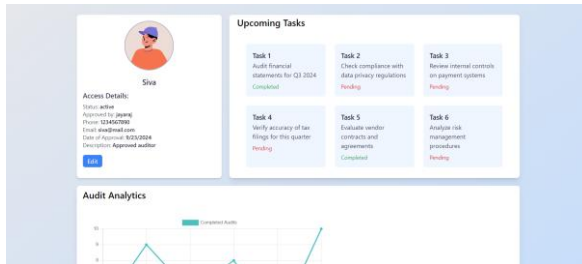 Siva
Access Details:
Status: active
Approved by: jayaraj
Phone: 1234567890
Email: siva@mail.com
Date of Approval: 9/23/2024
Description: Approved auditor
Edit
Upcoming Tasks
Task 1
Audit financial
statements for Q3 2024
Completed
Task 2
Check compliance with
data privacy regulations
Pending
Task 3
Review internal controls
on payment systems
Pending
Task 4
Verify accuracy of tax
filings for this quarter
Pending
Task 5
Evaluate vendor
contracts and
agreements
Completed
Task 6
Analyze risk
management
procedures
Pending
Audit Analytics
Completed Audits
10
9
8